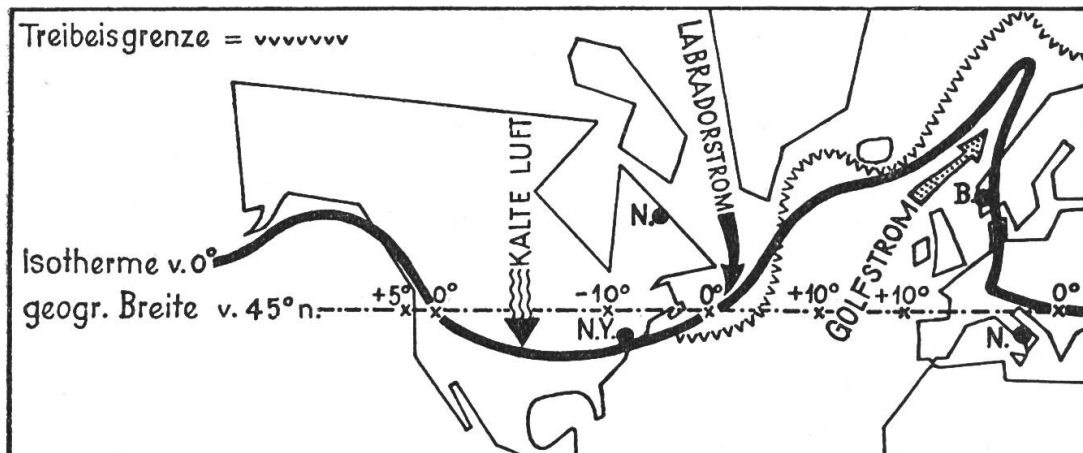 Treibeisgrenze = vvvvvvv
LABRADORSTROM
KALTE LUFT
N.
B.
GOLFSTROM
Isotherme v. 0°
geogr. Breite v. 45° n.
+5° 0° -10° 0° +10° +10° 0°
N.Y.
N.